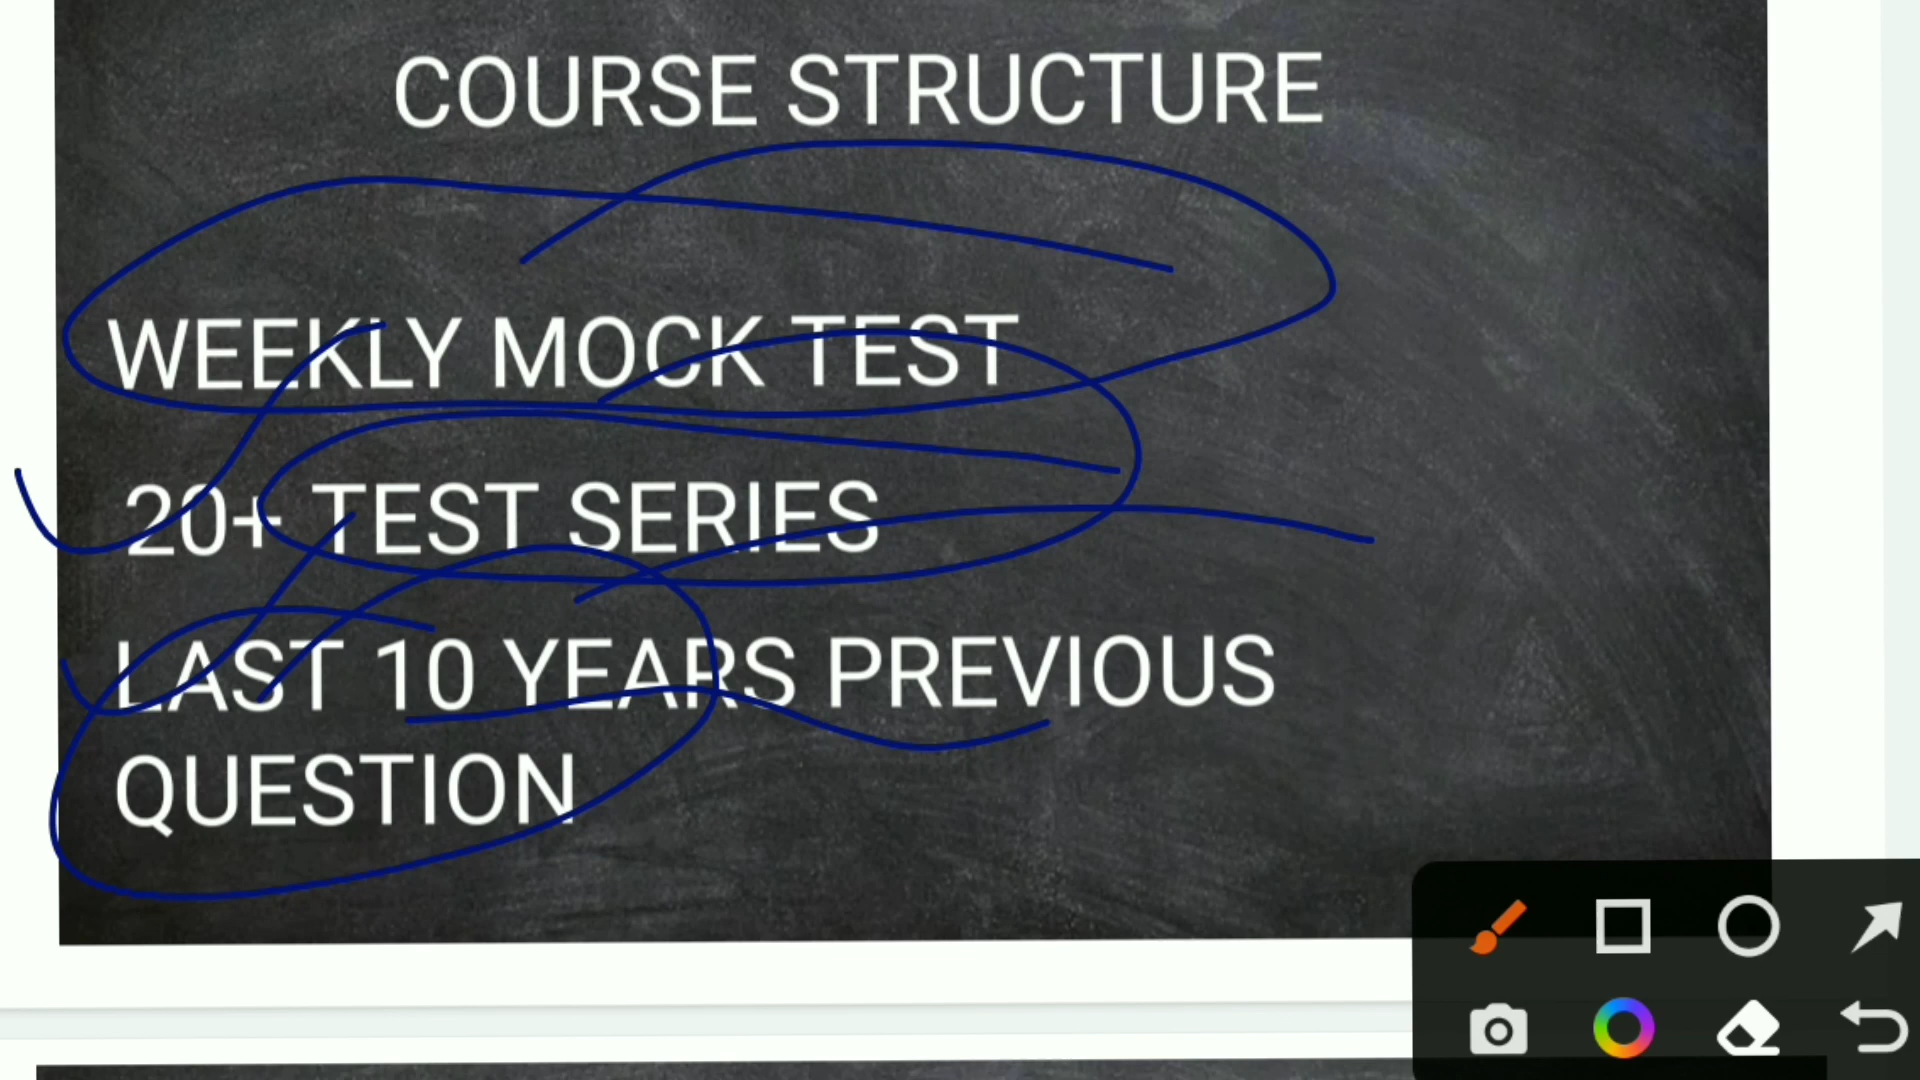 COURSE STRUCTURE
WEEKLY MOCK TEST
20+ TEST SERIES
LAST 10 YEARS PREVIOUS
QUESTION